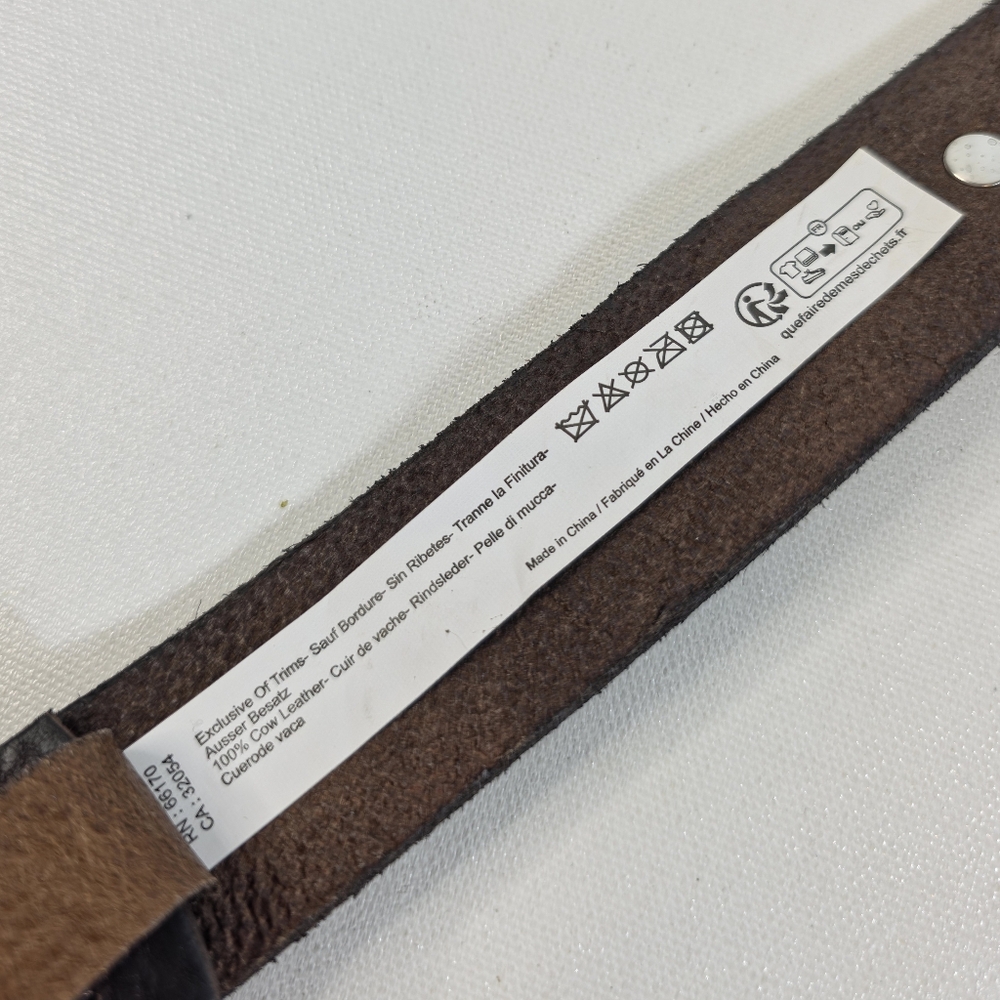 RN : 66170
CA : 32054
Exclusive Of Trims- Sauf Bordure- Sin Ribetes- Tranne la Finitura-
Ausser Besatz
100% Cow Leather- Cuir de vache- Rindsleder- Pelle di mucca-
Cuerode vaca
Made in China / Fabriqué en La Chine / Hecho en China
FR
ou
quefairedemesdechets.fr